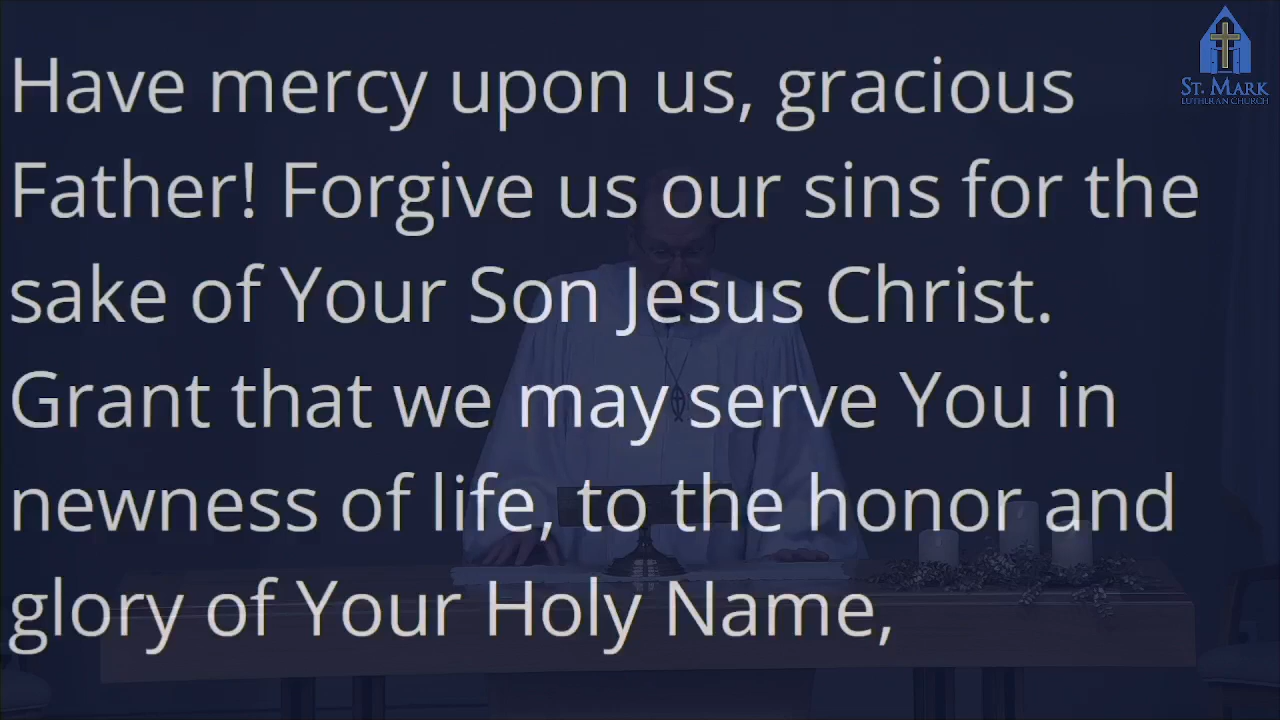 ST. MARK
LUTHERAN CHURCH
Have mercy upon us, gracious
Father! Forgive us our sins for the
sake of Your Son Jesus Christ.
Grant that we may serve You in
newness of life, to the honor and
glory of Your Holy Name,